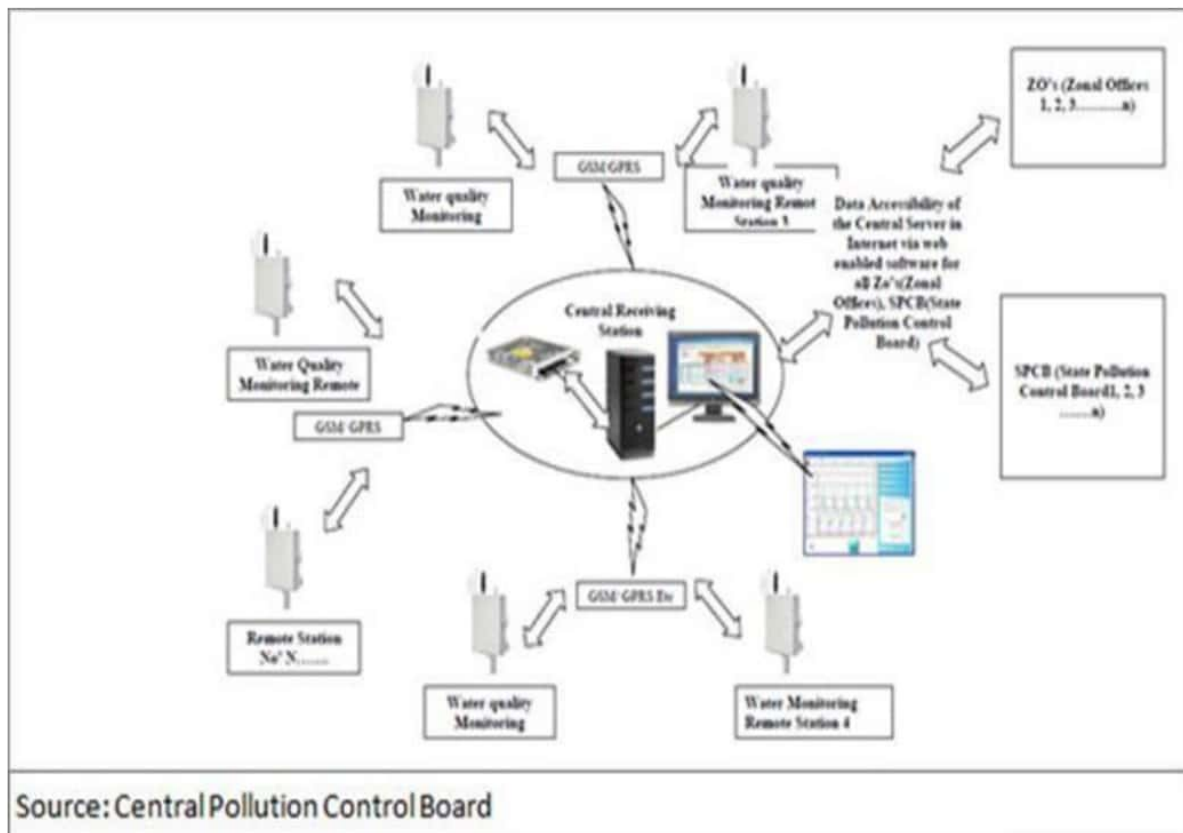 ZO's (Zonal Offices
1, 2, 3...........n)
GSM/GPRS
Water quality
Monitoring
Water quality
Monitoring Remot
Station 3
Data Accessibility of
the Central Server in
Internet via web
enabled software for
all Zo's(Zonal
Offices), SPCB(State
Pollution Control
Board)
Central Receiving
Station
Water Quality
Monitoring Remote
SPCB (State Pollution
Control Board1, 2, 3
........n)
GSM/ GPRS
GSM/ GPRS Etc
Remote Station
No' N.......
Water quality
Monitoring
Water Monitoring
Remote Station 4
Source: Central Pollution Control Board